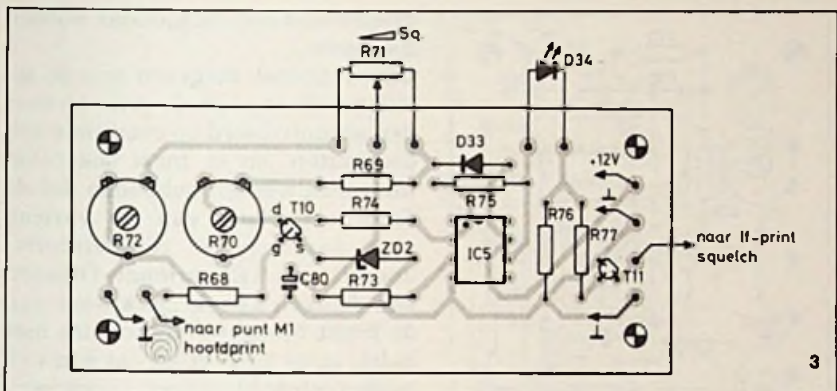 Sq.
R71
D34
D33
+12V
R69
R75
R74
d T10
g s
R76
R77
IC5
R72
R70
ZD2
T11
naar lf-print
squelch
R68
C80
R73
naar punt M1
hoofdprint
3